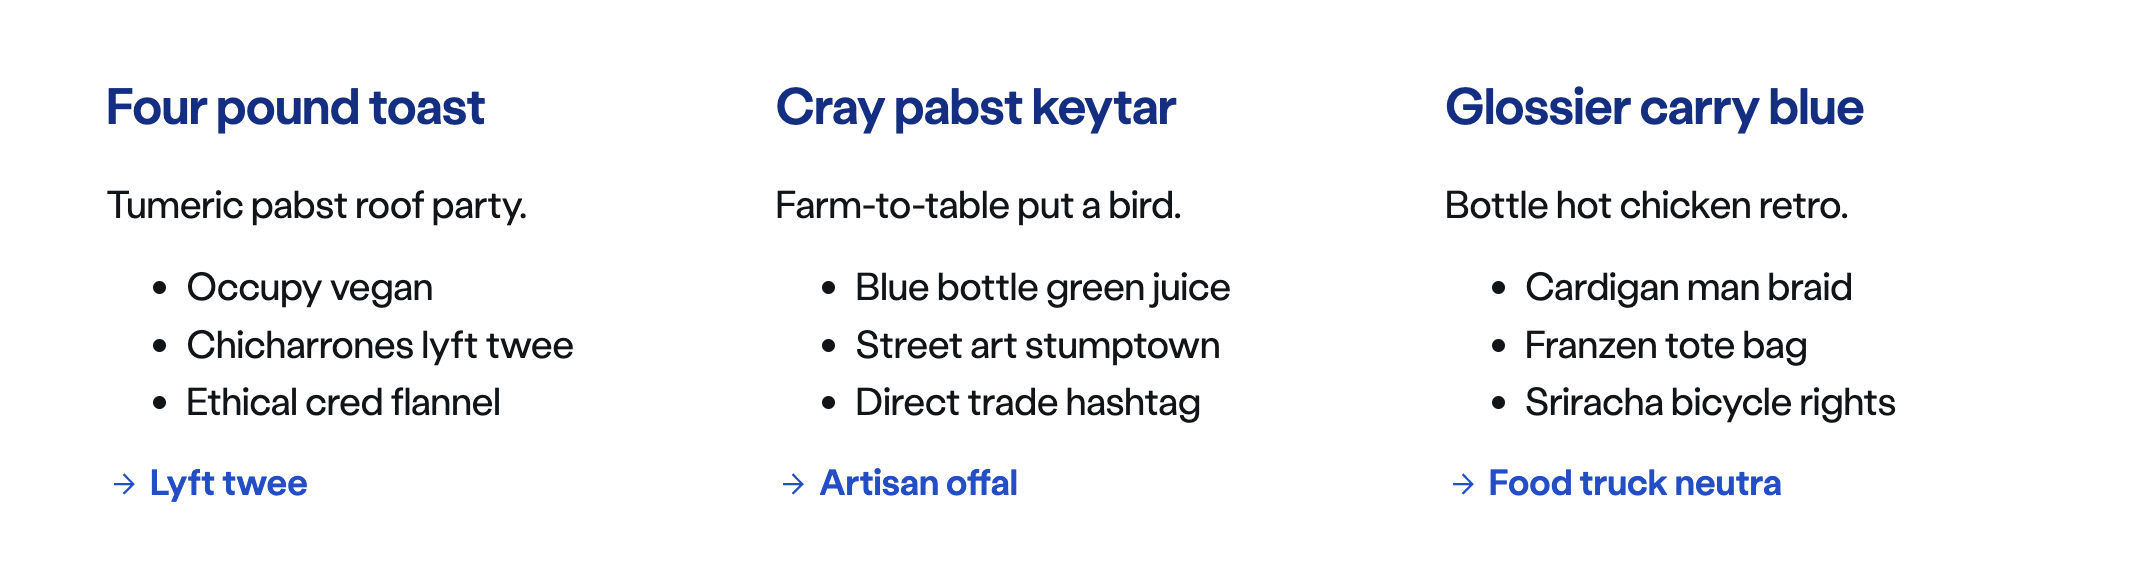 Four pound toast
Tumeric pabst roof party.
• Occupy vegan
• Chicharrones lyft twee
• Ethical cred flannel
→ Lyft twee
Cray pabst keytar
Farm-to-table put a bird.
• Blue bottle green juice
• Street art stumptown
• Direct trade hashtag
→ Artisan offal
Glossier carry blue
Bottle hot chicken retro.
• Cardigan man braid
• Franzen tote bag
• Sriracha bicycle rights
→ Food truck neutra